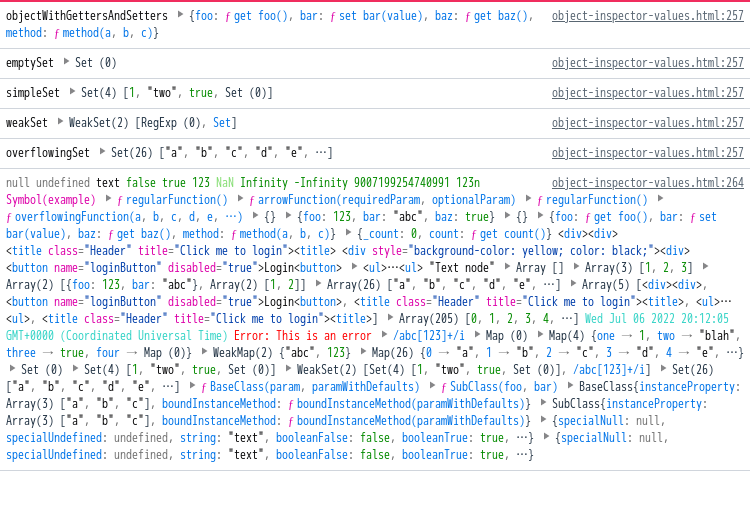 objectWithGettersAndSetters ▶ {foo: ƒ get foo(), bar: ƒ set bar(value), baz: ƒ get baz(), object-inspector-values.html:257
method: ƒ method(a, b, c)}
emptySet ▶ Set (0) object-inspector-values.html:257
simpleSet ▶ Set(4) [1, "two", true, Set (0)] object-inspector-values.html:257
weakSet ▶ WeakSet(2) [RegExp (0), Set] object-inspector-values.html:257
overflowingSet ▶ Set(26) ["a", "b", "c", "d", "e", …] object-inspector-values.html:257
null undefined text false true 123 NaN Infinity -Infinity 9007199254740991 123n object-inspector-values.html:264
Symbol(example) ▶ ƒ regularFunction() ▶ ƒ arrowFunction(requiredParam, optionalParam) ▶ ƒ regularFunction() ▶
ƒ overflowingFunction(a, b, c, d, e, …) ▶ {} ▶ {foo: 123, bar: "abc", baz: true} ▶ {} ▶ {foo: ƒ get foo(), bar: ƒ set
bar(value), baz: ƒ get baz(), method: ƒ method(a, b, c)} ▶ {_count: 0, count: ƒ get count()} <div><div>
<title class="Header" title="Click me to login"><title> <div style="background-color: yellow; color: black;"><div>
<button name="loginButton" disabled="true">Login<button> ▶ <ul>…<ul> "Text node" ▶ Array [] ▶ Array(3) [1, 2, 3] ▶
Array(2) [{foo: 123, bar: "abc"}, Array(2) [1, 2]] ▶ Array(26) ["a", "b", "c", "d", "e", …] ▶ Array(5) [<div><div>,
<button name="loginButton" disabled="true">Login<button>, <title class="Header" title="Click me to login"><title>, <ul>…
<ul>, <title class="Header" title="Click me to login"><title>] ▶ Array(205) [0, 1, 2, 3, 4, …] Wed Jul 06 2022 20:12:05
GMT+0000 (Coordinated Universal Time) Error: This is an error ▶ /abc[123]+/i ▶ Map (0) ▶ Map(4) {one → 1, two → "blah",
three → true, four → Map (0)} ▶ WeakMap(2) {"abc", 123} ▶ Map(26) {0 → "a", 1 → "b", 2 → "c", 3 → "d", 4 → "e", …}
▶ Set (0) ▶ Set(4) [1, "two", true, Set (0)] ▶ WeakSet(2) [Set(4) [1, "two", true, Set (0)], /abc[123]+/i] ▶ Set(26)
["a", "b", "c", "d", "e", …] ▶ ƒ BaseClass(param, paramWithDefaults) ▶ ƒ SubClass(foo, bar) ▶ BaseClass{instanceProperty:
Array(3) ["a", "b", "c"], boundInstanceMethod: ƒ boundInstanceMethod(paramWithDefaults)} ▶ SubClass{instanceProperty:
Array(3) ["a", "b", "c"], boundInstanceMethod: ƒ boundInstanceMethod(paramWithDefaults)} ▶ {specialNull: null,
specialUndefined: undefined, string: "text", booleanFalse: false, booleanTrue: true, …} ▶ {specialNull: null,
specialUndefined: undefined, string: "text", booleanFalse: false, booleanTrue: true, …}